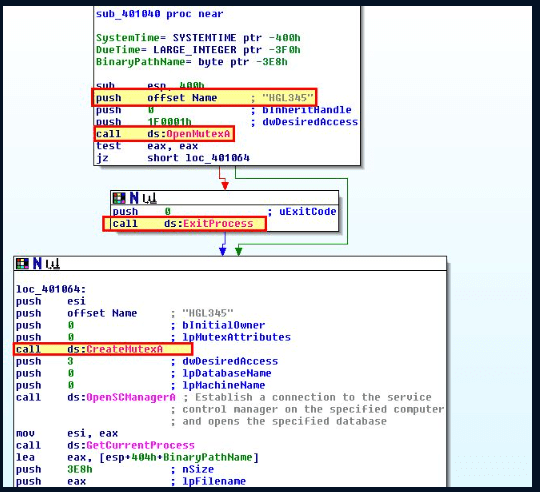 sub_401040 proc near
SystemTime= SYSTEMTIME ptr -400h
DueTime= LARGE_INTEGER ptr -3F0h
BinaryPathName= byte ptr -3E8h
sub esp, 400h
push offset Name ; "HGL345"
push 0 ; bInheritHandle
push 1F0001h ; dwDesiredAccess
call ds:OpenMutexA
test eax, eax
jz short loc_401064
push 0 ; uExitCode
call ds:ExitProcess
loc_401064:
push esi
push offset Name ; "HGL345"
push 0 ; bInitialOwner
push 0 ; lpMutexAttributes
call ds:CreateMutexA
push 3 ; dwDesiredAccess
push 0 ; lpDatabaseName
push 0 ; lpMachineName
call ds:OpenSCManagerA ; Establish a connection to the service
; control manager on the specified computer
; and opens the specified database
mov esi, eax
call ds:GetCurrentProcess
lea eax, [esp+404h+BinaryPathName]
push 3E8h ; nSize
push eax ; lpFilename